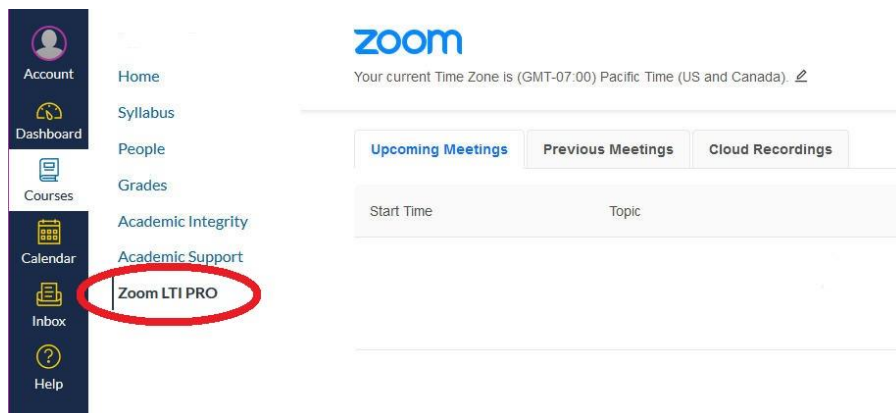 Account
Dashboard
Courses
Calendar
Inbox
Help
Home
Syllabus
People
Grades
Academic Integrity
Academic Support
Zoom LTI PRO
zoom
Your current Time Zone is (GMT-07:00) Pacific Time (US and Canada).
Upcoming Meetings Previous Meetings Cloud Recordings
Start Time Topic